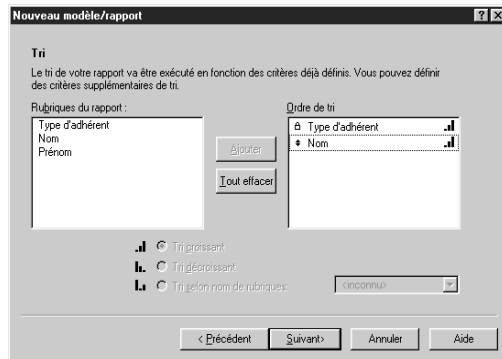 Nouveau modèle/rapport
Tri
Le tri de votre rapport va être exécuté en fonction des critères déjà définis. Vous pouvez définir
des critères supplémentaires de tri.
Rubriques du rapport :
Type d'adhérent
Nom
Prénom
Ajouter
Tout effacer
Ordre de tri
Type d'adhérent
Nom
Tri croissant
Tri décroissant
Tri selon nom de rubriques:
<inconnu>
< Précédent
Suivant>
Annuler
Aide